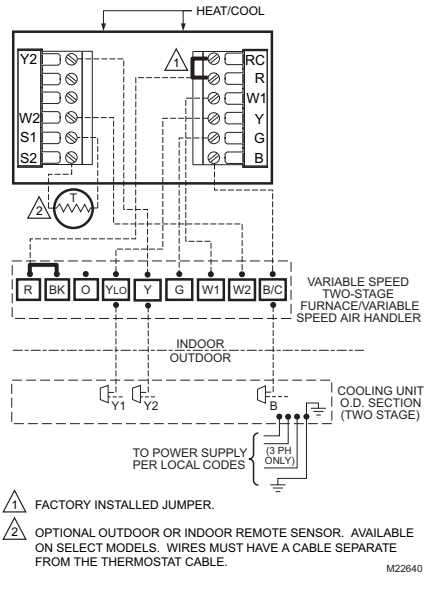 HEAT/COOL
Y2
W2
S1
S2
1
RC
R
W1
Y
G
B
2
T
R BK O YLO Y G W1 W2 B/C
VARIABLE SPEED
TWO-STAGE
FURNACE/VARIABLE
SPEED AIR HANDLER
INDOOR
OUTDOOR
Y1 Y2 B
COOLING UNIT
O.D. SECTION
(TWO STAGE)
TO POWER SUPPLY
PER LOCAL CODES
(3 PH
ONLY)
1 FACTORY INSTALLED JUMPER.
2 OPTIONAL OUTDOOR OR INDOOR REMOTE SENSOR. AVAILABLE
ON SELECT MODELS. WIRES MUST HAVE A CABLE SEPARATE
FROM THE THERMOSTAT CABLE.
M22640